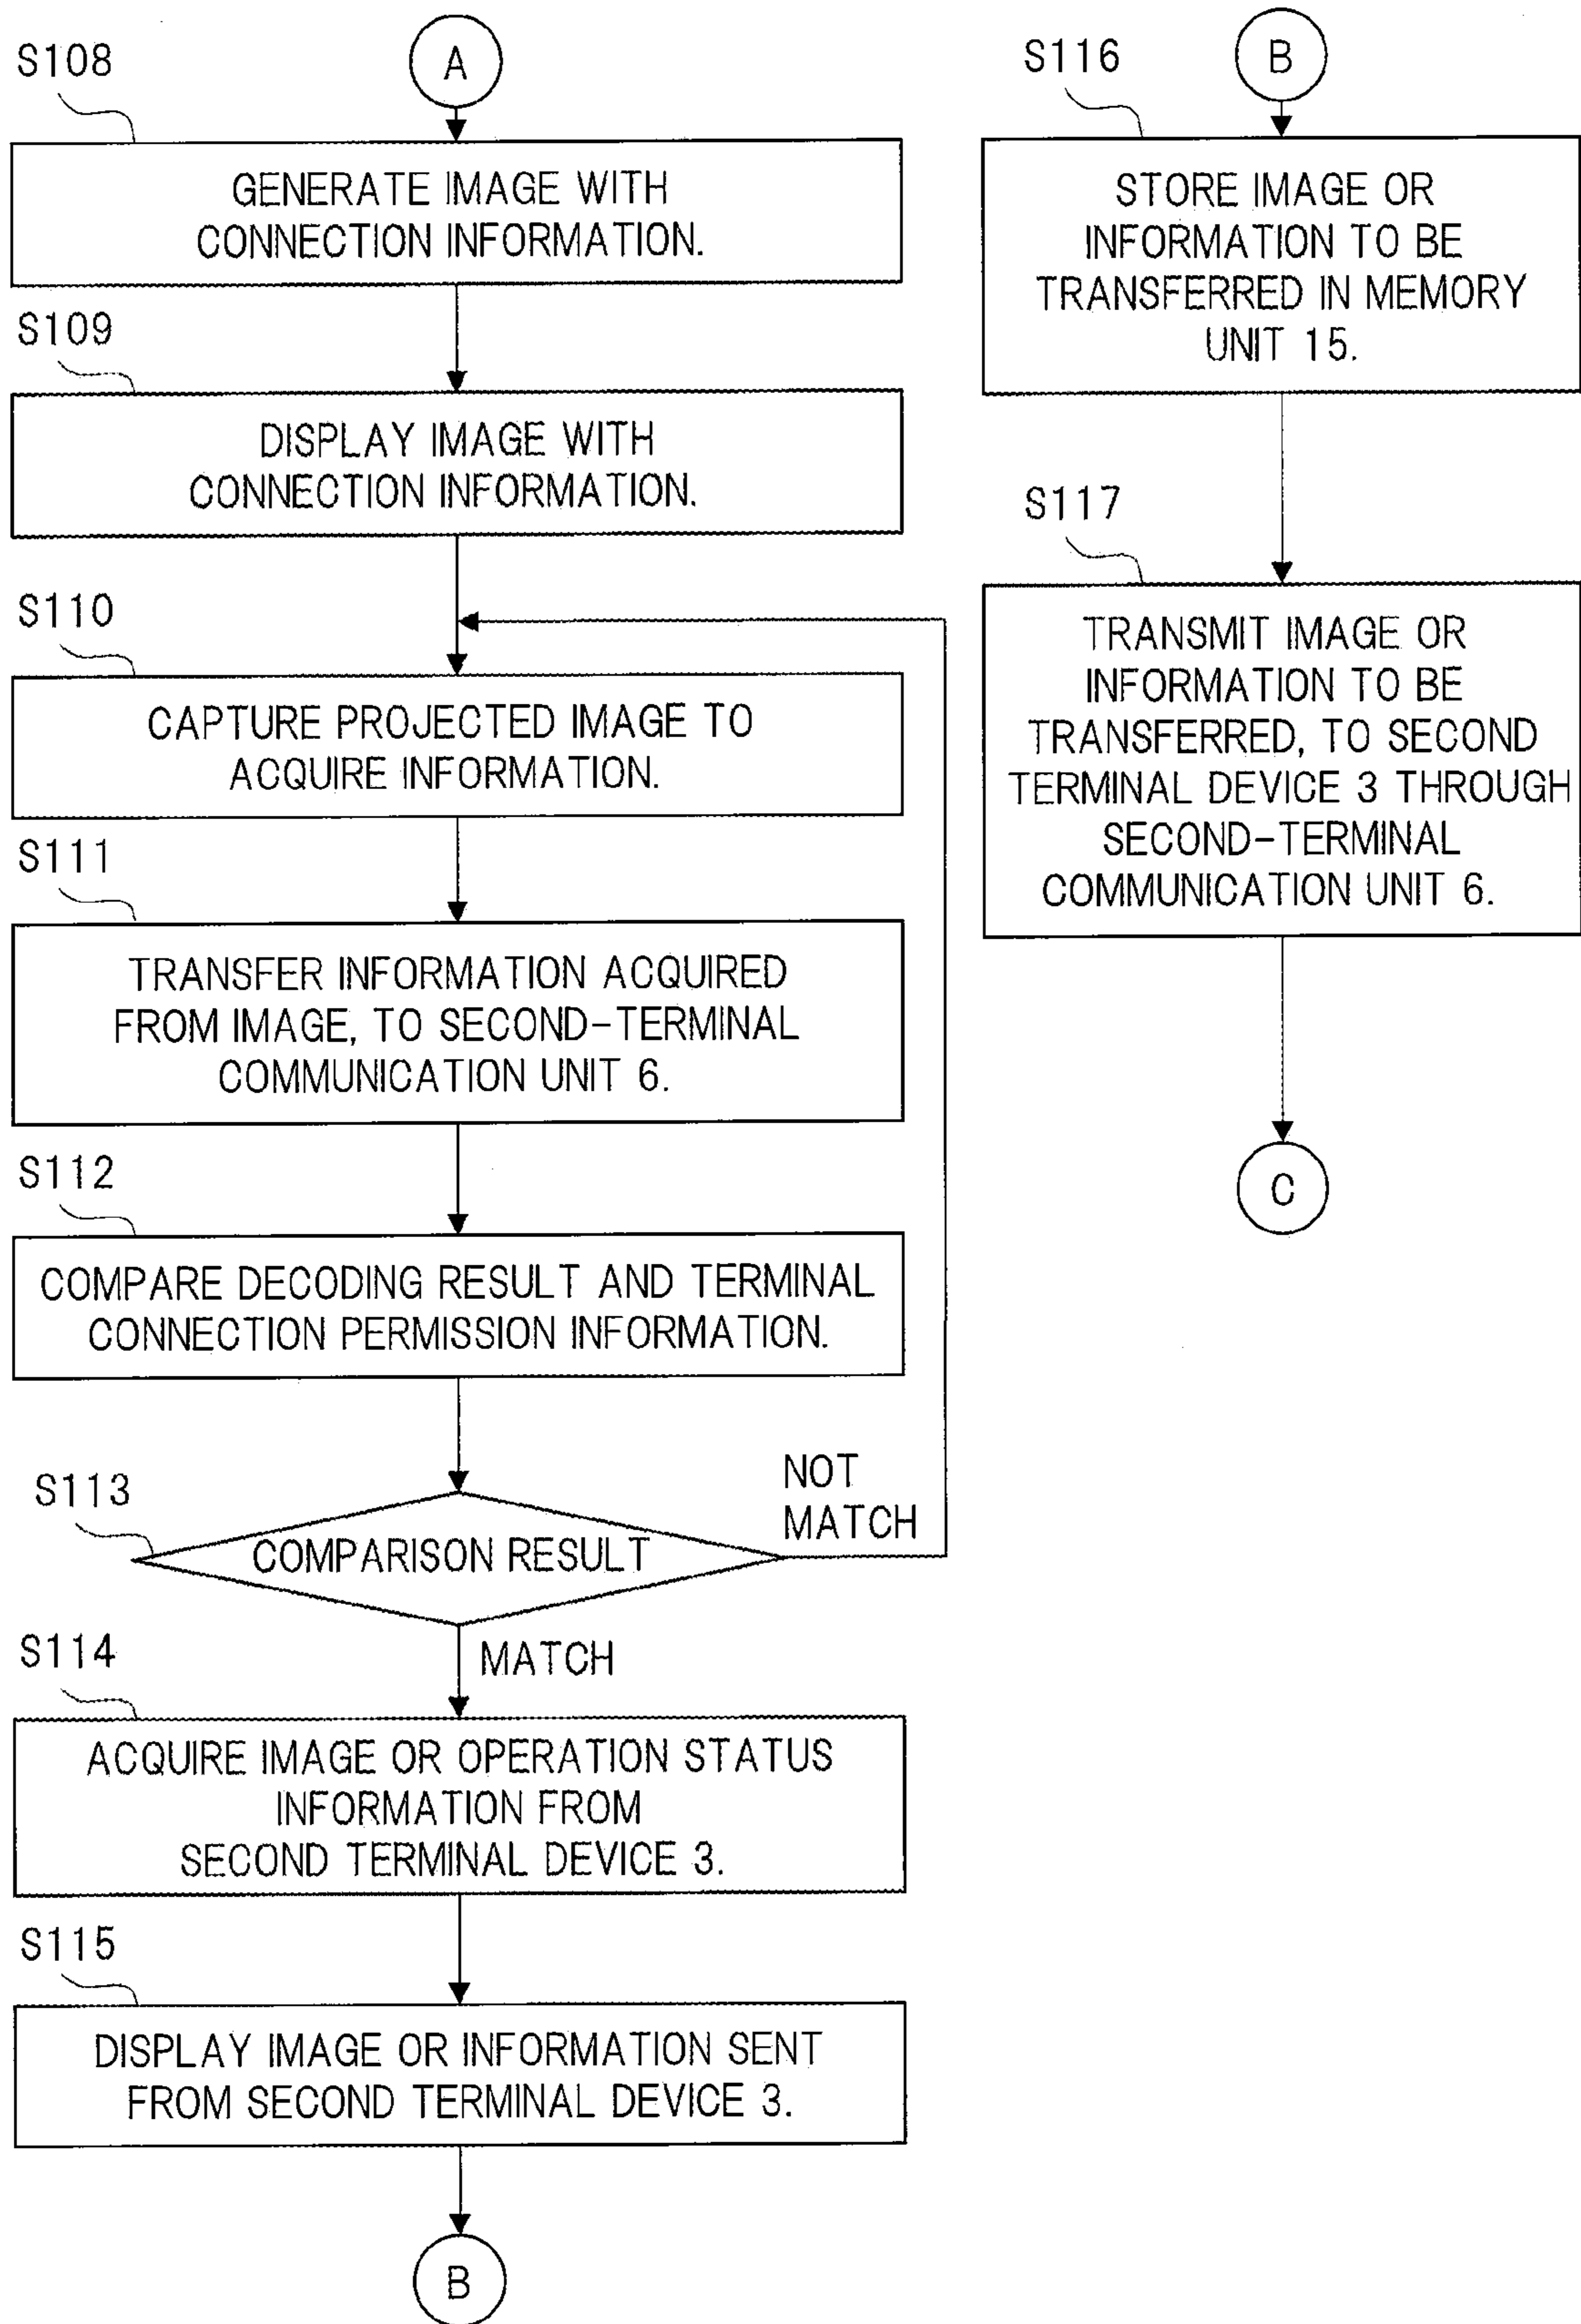 A
S108
GENERATE IMAGE WITH
CONNECTION INFORMATION.
S109
DISPLAY IMAGE WITH
CONNECTION INFORMATION.
S110
CAPTURE PROJECTED IMAGE TO
ACQUIRE INFORMATION.
S111
TRANSFER INFORMATION ACQUIRED
FROM IMAGE, TO SECOND-TERMINAL
COMMUNICATION UNIT 6.
S112
COMPARE DECODING RESULT AND TERMINAL
CONNECTION PERMISSION INFORMATION.
S113
COMPARISON RESULT
NOT
MATCH
MATCH
S114
ACQUIRE IMAGE OR OPERATION STATUS
INFORMATION FROM
SECOND TERMINAL DEVICE 3.
S115
DISPLAY IMAGE OR INFORMATION SENT
FROM SECOND TERMINAL DEVICE 3.
B
B
S116
STORE IMAGE OR
INFORMATION TO BE
TRANSFERRED IN MEMORY
UNIT 15.
S117
TRANSMIT IMAGE OR
INFORMATION TO BE
TRANSFERRED, TO SECOND
TERMINAL DEVICE 3 THROUGH
SECOND-TERMINAL
COMMUNICATION UNIT 6.
C